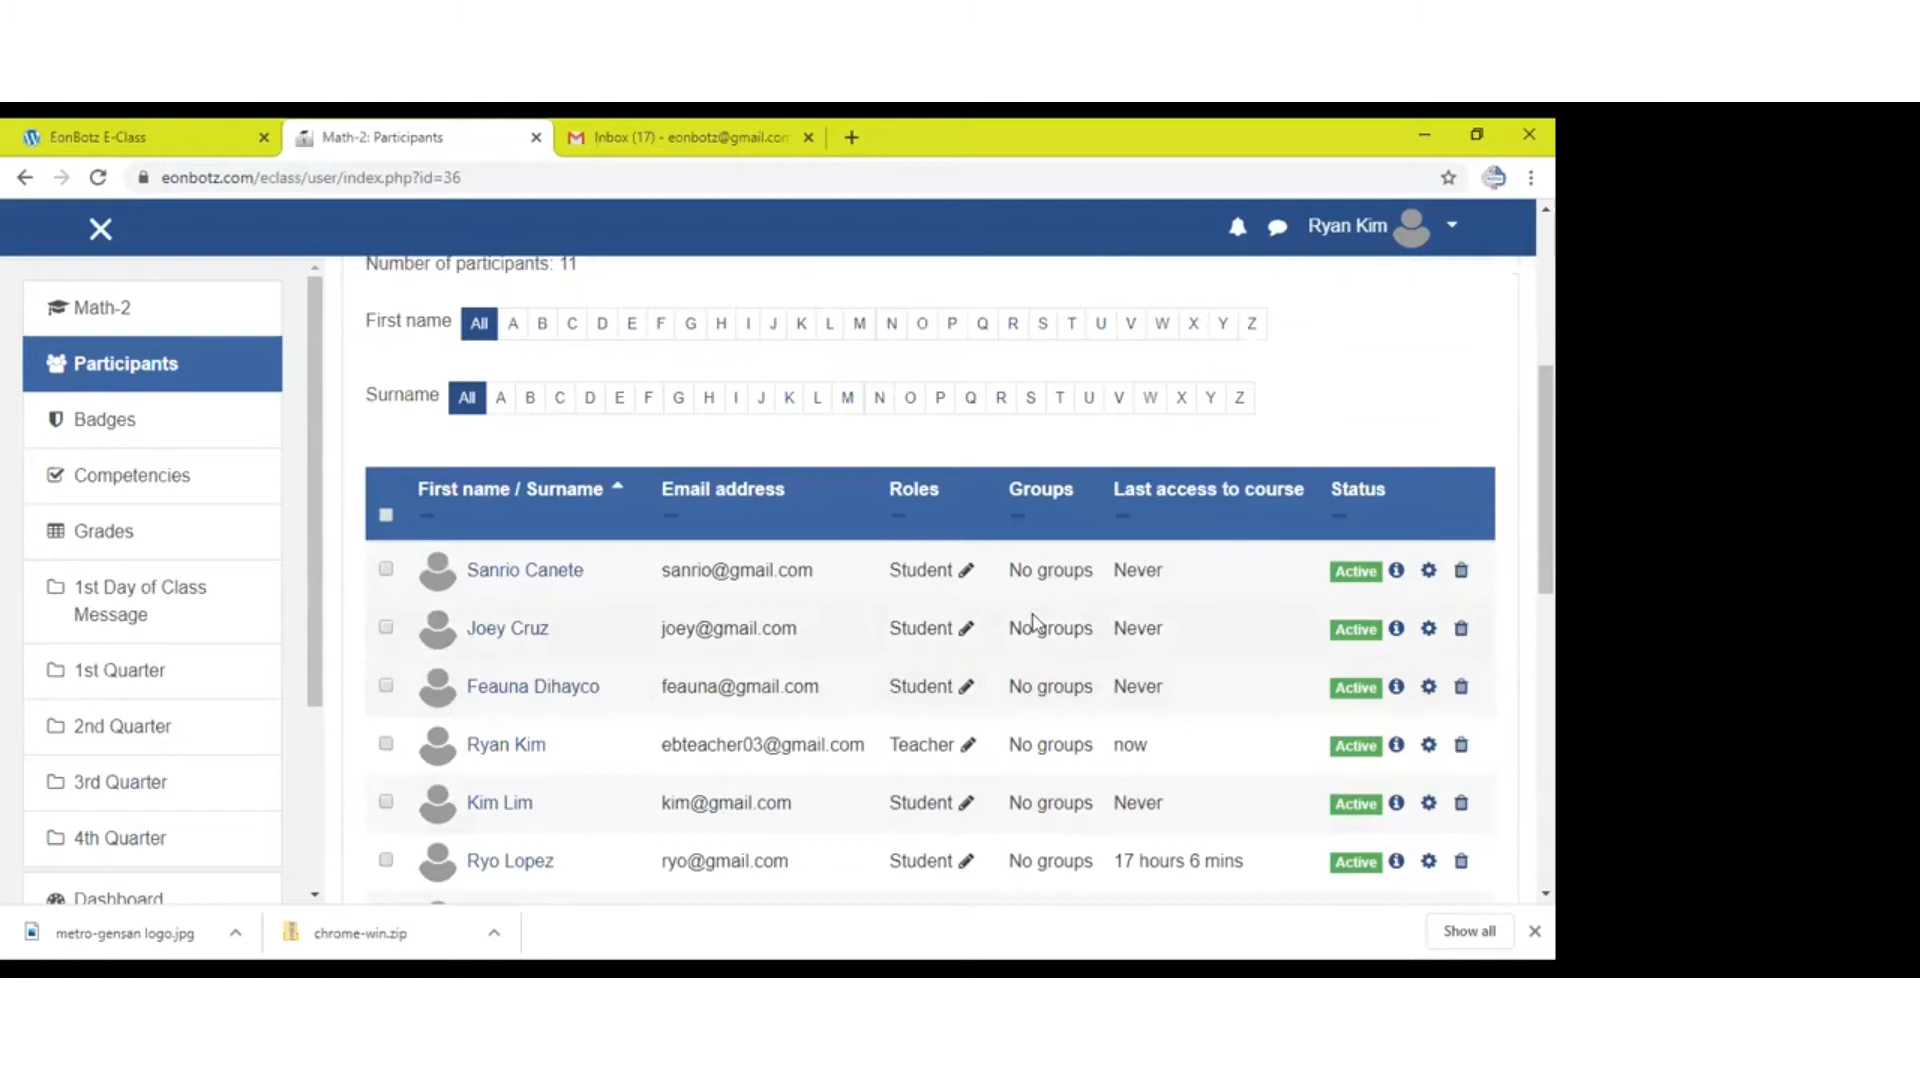 EonBotz E-Class
Math-2: Participants
Inbox (17) - eonbotz@gmail.con
eonbotz.com/eclass/user/index.php?id=36
Ryan Kim
Number of participants: 11
First name All A B C D E F G H I J K L M N O P Q R S T U V W X Y Z
Surname All A B C D E F G H I J K L M N O P Q R S T U V W X Y Z
Math-2
Participants
Badges
Competencies
Grades
1st Day of Class
Message
1st Quarter
2nd Quarter
3rd Quarter
4th Quarter
Dashboard
First name / Surname Email address Roles Groups Last access to course Status
Sanrio Canete sanrio@gmail.com Student No groups Never Active
Joey Cruz joey@gmail.com Student No groups Never Active
Feauna Dihayco feauna@gmail.com Student No groups Never Active
Ryan Kim ebteacher03@gmail.com Teacher No groups now Active
Kim Lim kim@gmail.com Student No groups Never Active
Ryo Lopez ryo@gmail.com Student No groups 17 hours 6 mins Active
metro-gensan logo.jpg
chrome-win.zip
Show all